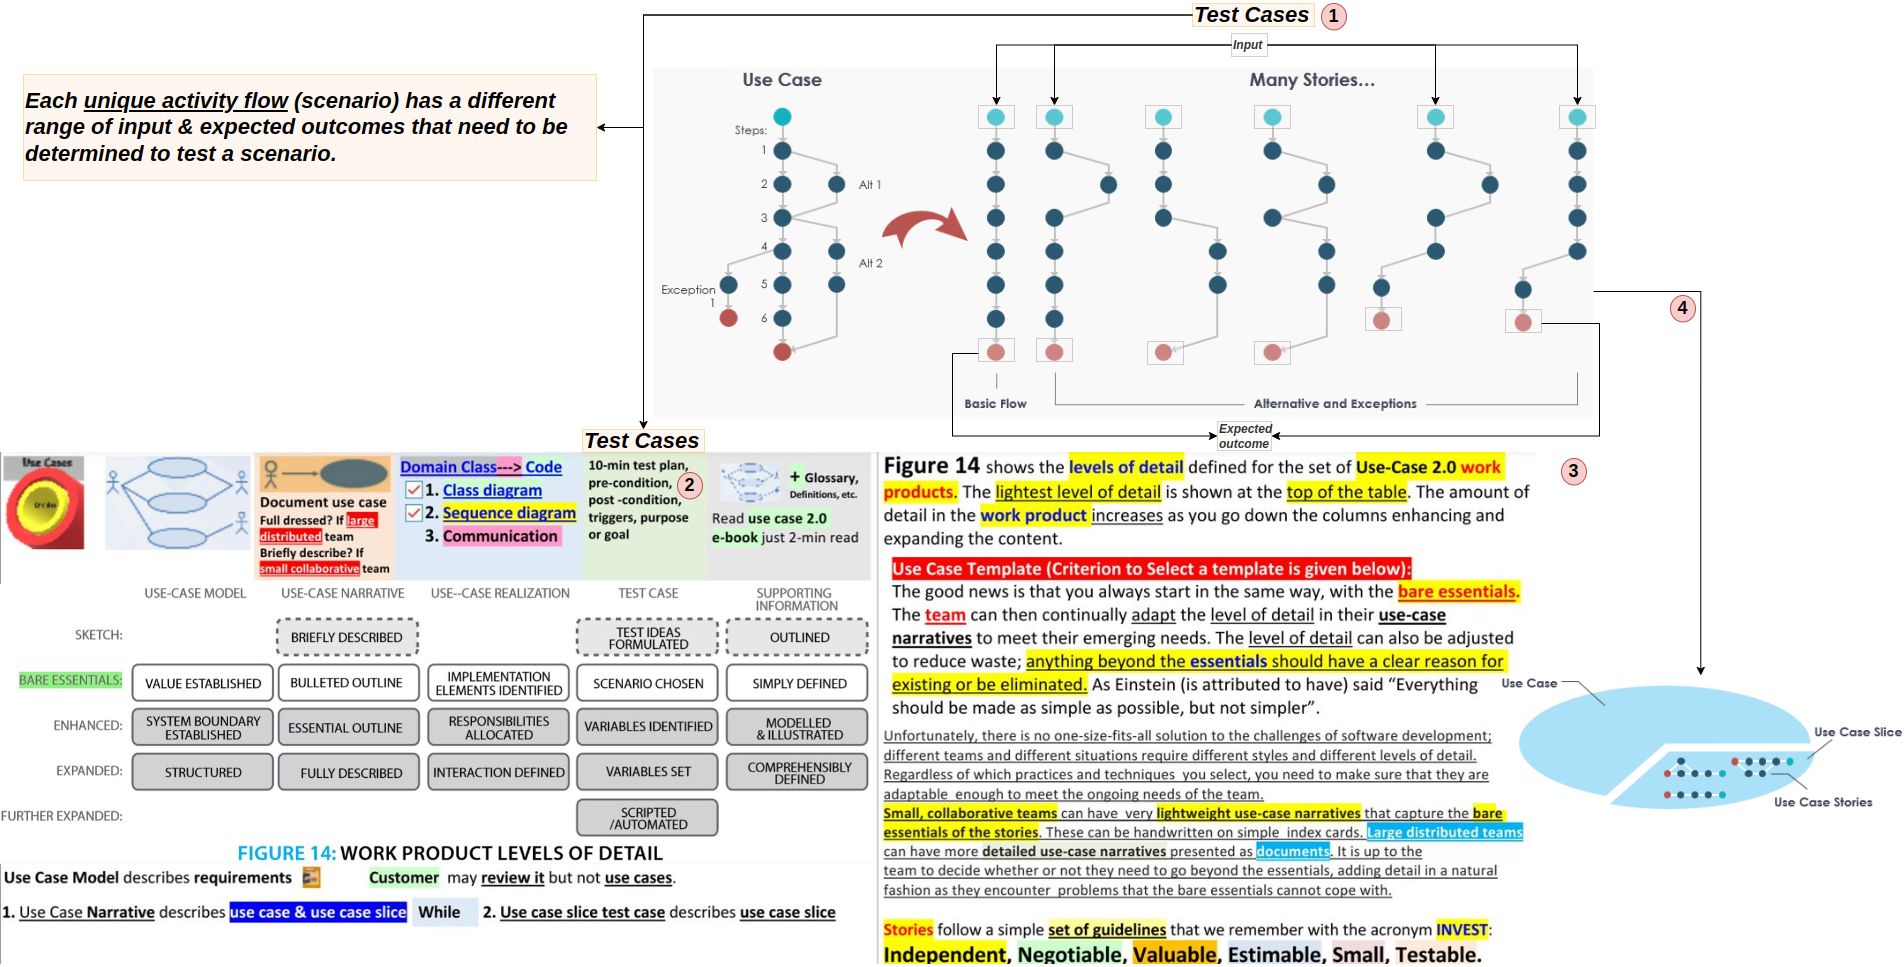 Test Cases 1
Input
Each unique activity flow (scenario) has a different
range of input & expected outcomes that need to be
determined to test a scenario.
Use Case
Many Stories...
Steps:
1
2
Alt 1
3
4
Alt 2
Exception
1
5
6
Basic Flow
Alternative and Exceptions
Expected
outcome
4
Test Cases
Use Cases
Document use case
Full dressed? If large
distributed team
Briefly describe? If
small collaborative team
Domain Class---> Code
1. Class diagram
2. Sequence diagram
3. Communication
10-min test plan,
pre-condition,
post -condition,
triggers, purpose
or goal
2
+ Glossary,
Definitions, etc.
Read use case 2.0
e-book just 2-min read
USE-CASE MODEL
USE-CASE NARRATIVE
USE--CASE REALIZATION
TEST CASE
SUPPORTING
INFORMATION
SKETCH:
BRIEFLY DESCRIBED
TEST IDEAS
FORMULATED
OUTLINED
BARE ESSENTIALS:
VALUE ESTABLISHED
BULLETED OUTLINE
IMPLEMENTATION
ELEMENTS IDENTIFIED
SCENARIO CHOSEN
SIMPLY DEFINED
ENHANCED:
SYSTEM BOUNDARY
ESTABLISHED
ESSENTIAL OUTLINE
RESPONSIBILITIES
ALLOCATED
VARIABLES IDENTIFIED
MODELLED
& ILLUSTRATED
EXPANDED:
STRUCTURED
FULLY DESCRIBED
INTERACTION DEFINED
VARIABLES SET
COMPREHENSIBLY
DEFINED
FURTHER EXPANDED:
SCRIPTED
/AUTOMATED
FIGURE 14: WORK PRODUCT LEVELS OF DETAIL
Use Case Model describes requirements
Customer may review it but not use cases.
1. Use Case Narrative describes use case & use case slice While 2. Use case slice test case describes use case slice
3
Figure 14 shows the levels of detail defined for the set of Use-Case 2.0 work
products. The lightest level of detail is shown at the top of the table. The amount of
detail in the work product increases as you go down the columns enhancing and
expanding the content.
Use Case Template (Criterion to Select a template is given below):
The good news is that you always start in the same way, with the bare essentials.
The team can then continually adapt the level of detail in their use-case
narratives to meet their emerging needs. The level of detail can also be adjusted
to reduce waste; anything beyond the essentials should have a clear reason for
existing or be eliminated. As Einstein (is attributed to have) said “Everything
should be made as simple as possible, but not simpler”.
Unfortunately, there is no one-size-fits-all solution to the challenges of software development;
different teams and different situations require different styles and different levels of detail.
Regardless of which practices and techniques you select, you need to make sure that they are
adaptable enough to meet the ongoing needs of the team.
Small, collaborative teams can have very lightweight use-case narratives that capture the bare
essentials of the stories. These can be handwritten on simple index cards. Large distributed teams
can have more detailed use-case narratives presented as documents. It is up to the
team to decide whether or not they need to go beyond the essentials, adding detail in a natural
fashion as they encounter problems that the bare essentials cannot cope with.
Stories follow a simple set of guidelines that we remember with the acronym INVEST:
Independent, Negotiable, Valuable, Estimable, Small, Testable.
Use Case
Use Case Slice
Use Case Stories